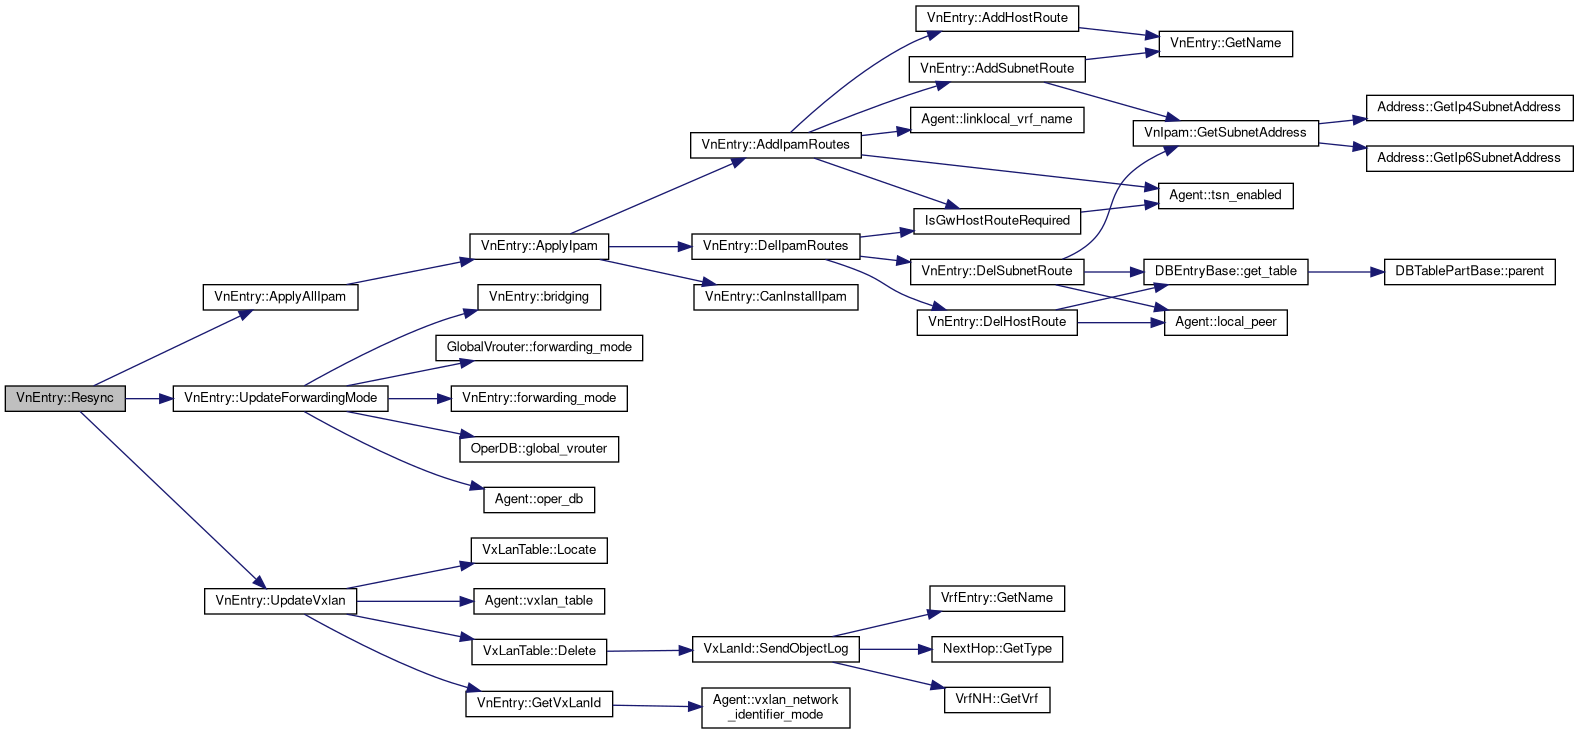 VnEntry::AddHostRoute
VnEntry::GetName
VnEntry::AddSubnetRoute
Address::GetIp4SubnetAddress
Agent::linklocal_vrf_name
VnIpam::GetSubnetAddress
VnEntry::AddIpamRoutes
Address::GetIp6SubnetAddress
Agent::tsn_enabled
IsGwHostRouteRequired
VnEntry::ApplyIpam
VnEntry::DelIpamRoutes
VnEntry::DelSubnetRoute
DBEntryBase::get_table
DBTablePartBase::parent
VnEntry::ApplyAllIpam
VnEntry::bridging
VnEntry::CanInstallIpam
VnEntry::DelHostRoute
Agent::local_peer
GlobalVrouter::forwarding_mode
VnEntry::Resync
VnEntry::UpdateForwardingMode
VnEntry::forwarding_mode
OperDB::global_vrouter
Agent::oper_db
VxLanTable::Locate
VnEntry::UpdateVxlan
Agent::vxlan_table
VrfEntry::GetName
VxLanTable::Delete
VxLanId::SendObjectLog
NextHop::GetType
VnEntry::GetVxLanId
Agent::vxlan_network
_identifier_mode
VrfNH::GetVrf